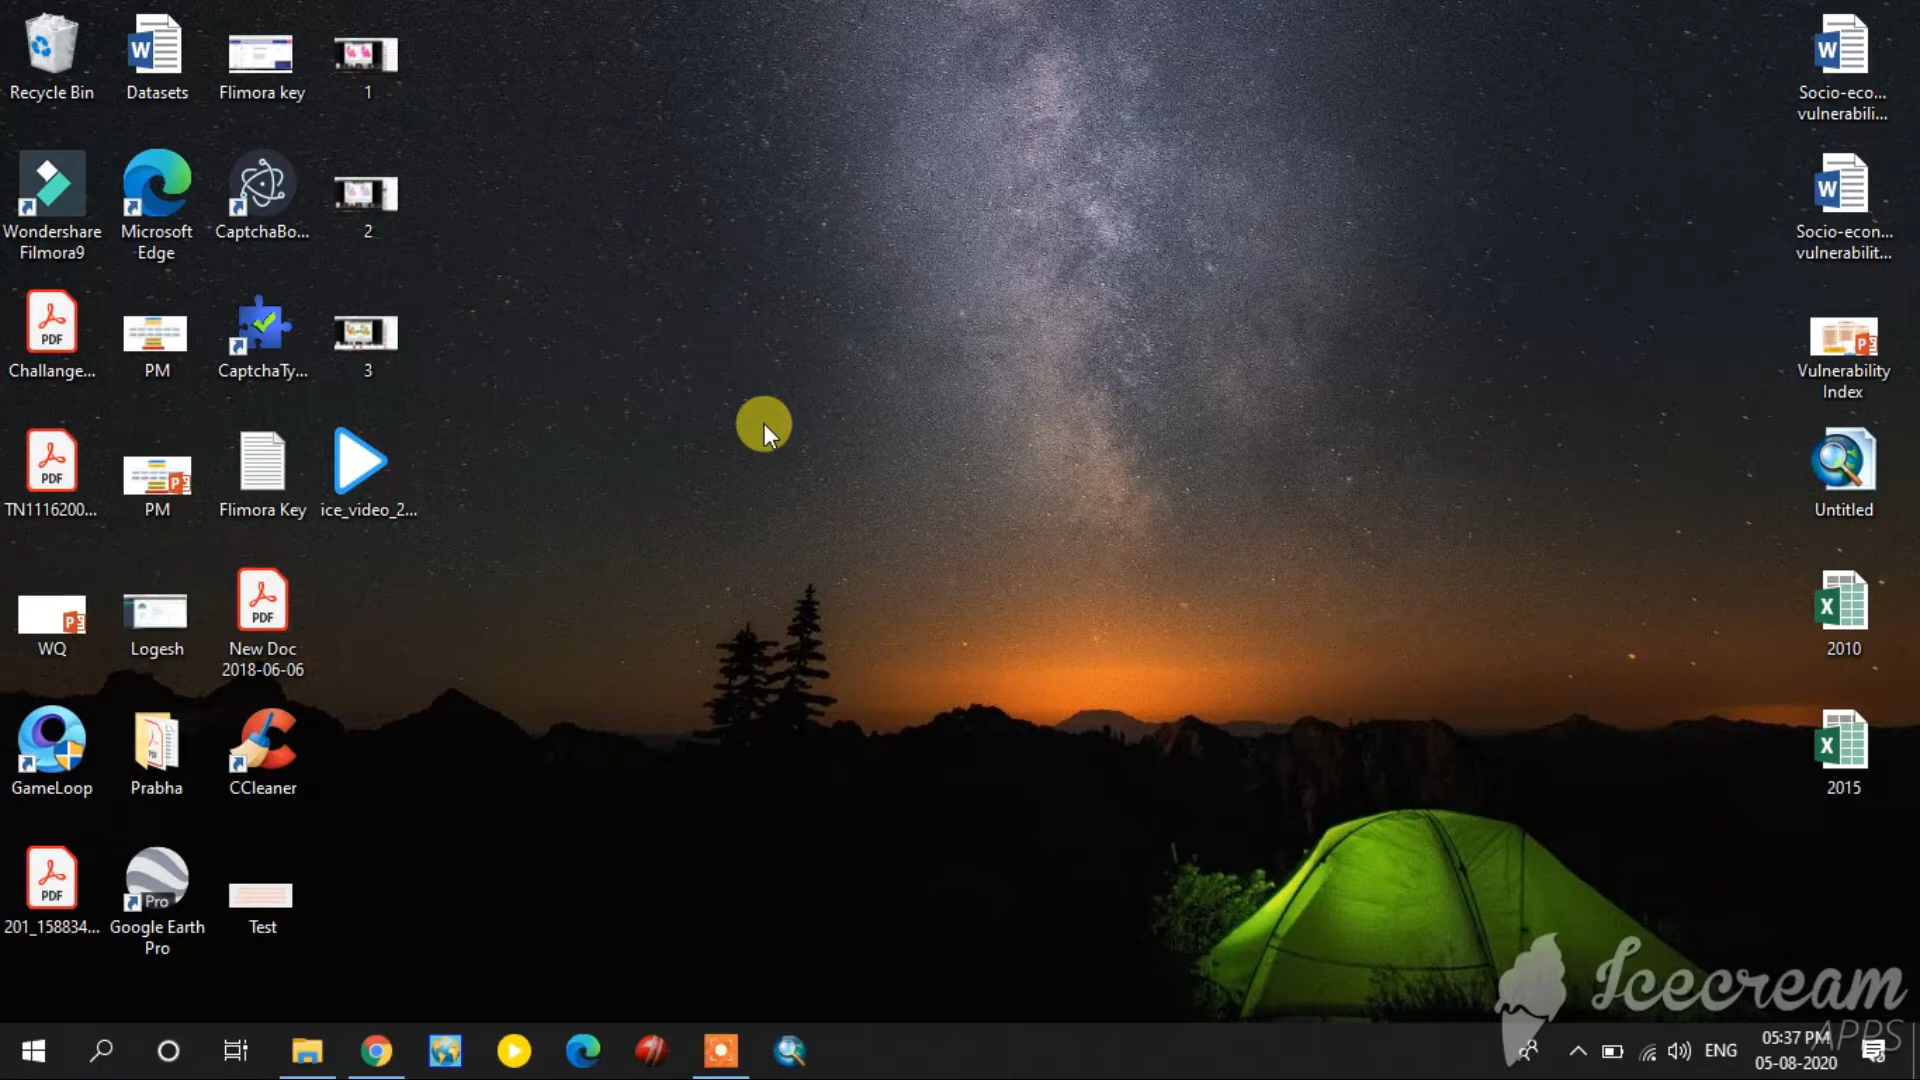 Recycle Bin
Datasets
Flimora key
1
Wondershare
Filmora9
Microsoft
Edge
CaptchaBo...
2
PDF
Challange...
PM
CaptchaTy...
3
PDF
TN1116200...
PM
Flimora Key
ice_video_2...
WQ
Logesh
PDF
New Doc
2018-06-06
GameLoop
Prabha
CCleaner
PDF
201_158834...
Pro
Google Earth
Pro
Test
Socio-eco...
vulnerabili...
Socio-econ...
vulnerabilit...
Vulnerability
Index
Untitled
2010
2015
Icecream
APPS
ENG
05:37 PM
05-08-2020